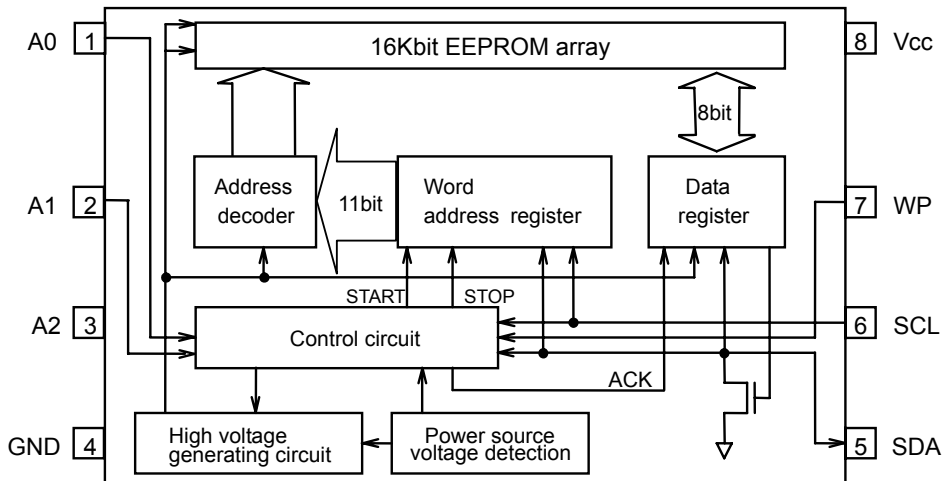 16Kbit EEPROM array
A0 1
8 Vcc
8bit
A1 2
Address
decoder
11bit
Word
address register
Data
register
7 WP
START
STOP
A2 3
Control circuit
6 SCL
ACK
GND 4
High voltage
generating circuit
Power source
voltage detection
5 SDA